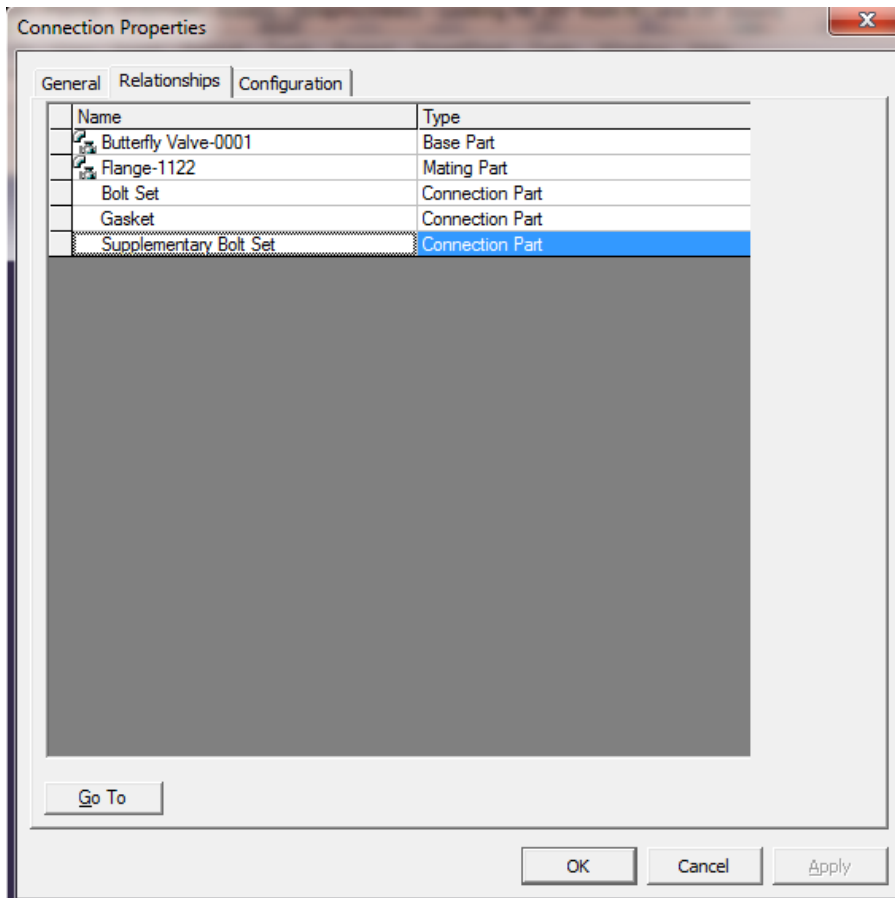 Connection Properties
General Relationships Configuration
Name Type
Butterfly Valve-0001 Base Part
Flange-1122 Mating Part
Bolt Set Connection Part
Gasket Connection Part
Supplementary Bolt Set Connection Part
Go To
OK Cancel Apply